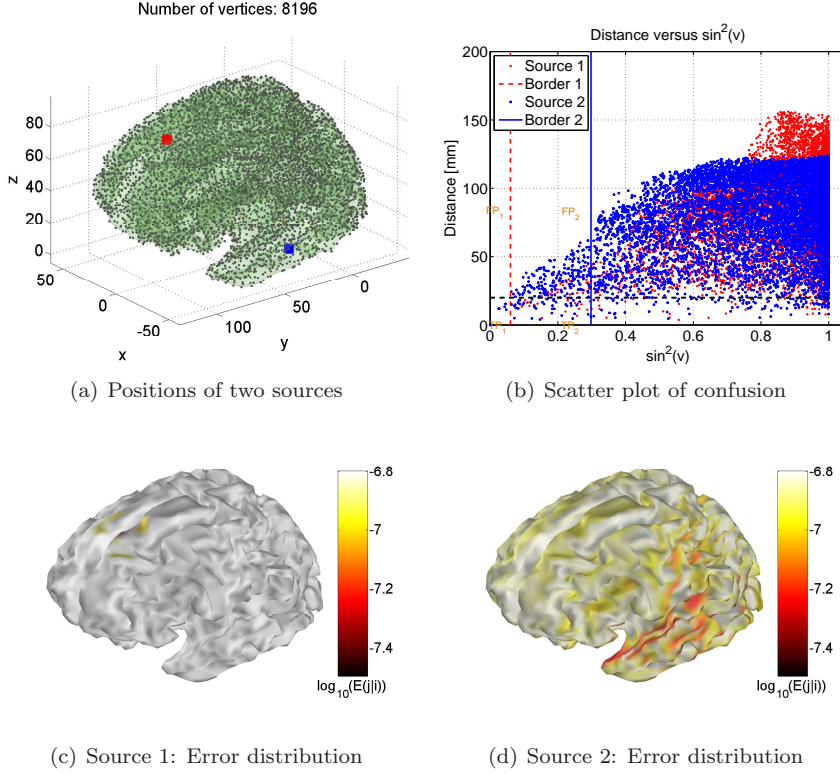 Number of vertices: 8196
80
60
40
20
0
z
50
0
-50
x
100
50
0
y
(a) Positions of two sources
Distance versus sin²(v)
Source 1
Border 1
Source 2
Border 2
200
150
100
50
0
Distance [mm]
FP₁
FP₂
TP₁
TP₂
0
0.2
0.4
0.6
0.8
1
sin²(v)
(b) Scatter plot of confusion
-6.8
-7
-7.2
-7.4
log₁₀(E(j|i))
(c) Source 1: Error distribution
-6.8
-7
-7.2
-7.4
log₁₀(E(j|i))
(d) Source 2: Error distribution